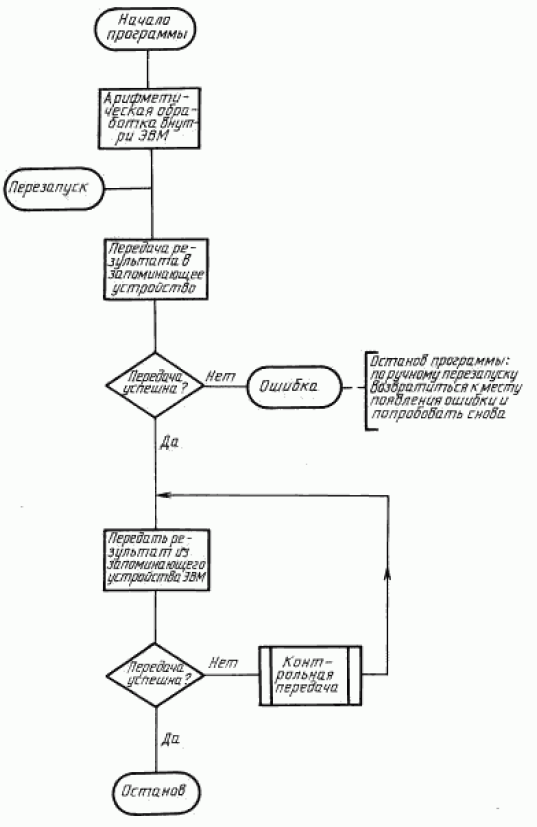 Начало
программы
Арифмети-
ческая обра-
ботка внут-
ри ЭВМ
Перезапуск
Передача ре-
зультата в
запоминающее
устройство
Передача
успешна?
Нет
Ошибка
Останов программы:
по ручному перезапуску
возвратиться к месту
появления ошибки и
попробовать снова
Да
Передать ре-
зультат из
запоминающего
устройства ЭВМ
Передача
успешна?
Нет
Конт-
рольная
передача
Да
Останов